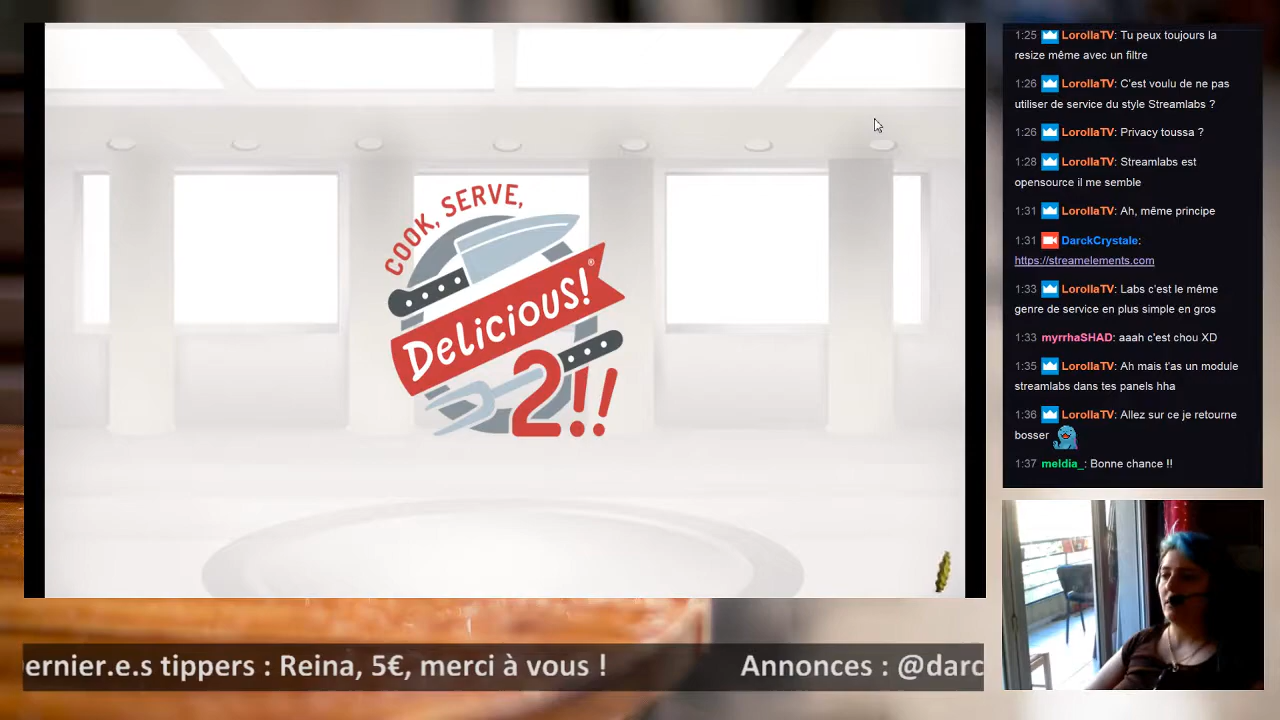 COOK, SERVE,
Delicious!®
2!!
1:25 LorollaTV: Tu peux toujours la
resize même avec un filtre
1:26 LorollaTV: C'est voulu de ne pas
utiliser de service du style Streamlabs ?
1:26 LorollaTV: Privacy toussa ?
1:28 LorollaTV: Streamlabs est
opensource il me semble
1:31 LorollaTV: Ah, même principe
1:31 DarckCrystale:
https://streamelements.com
1:33 LorollaTV: Labs c'est le même
genre de service en plus simple en gros
1:33 myrrhaSHAD: aaah c'est chou XD
1:35 LorollaTV: Ah mais t'as un module
streamlabs dans tes panels hha
1:36 LorollaTV: Allez sur ce je retourne
bosser
1:37 meldia_: Bonne chance !!
ernier.e.s tippers : Reina, 5€, merci à vous ! Annonces : @darc